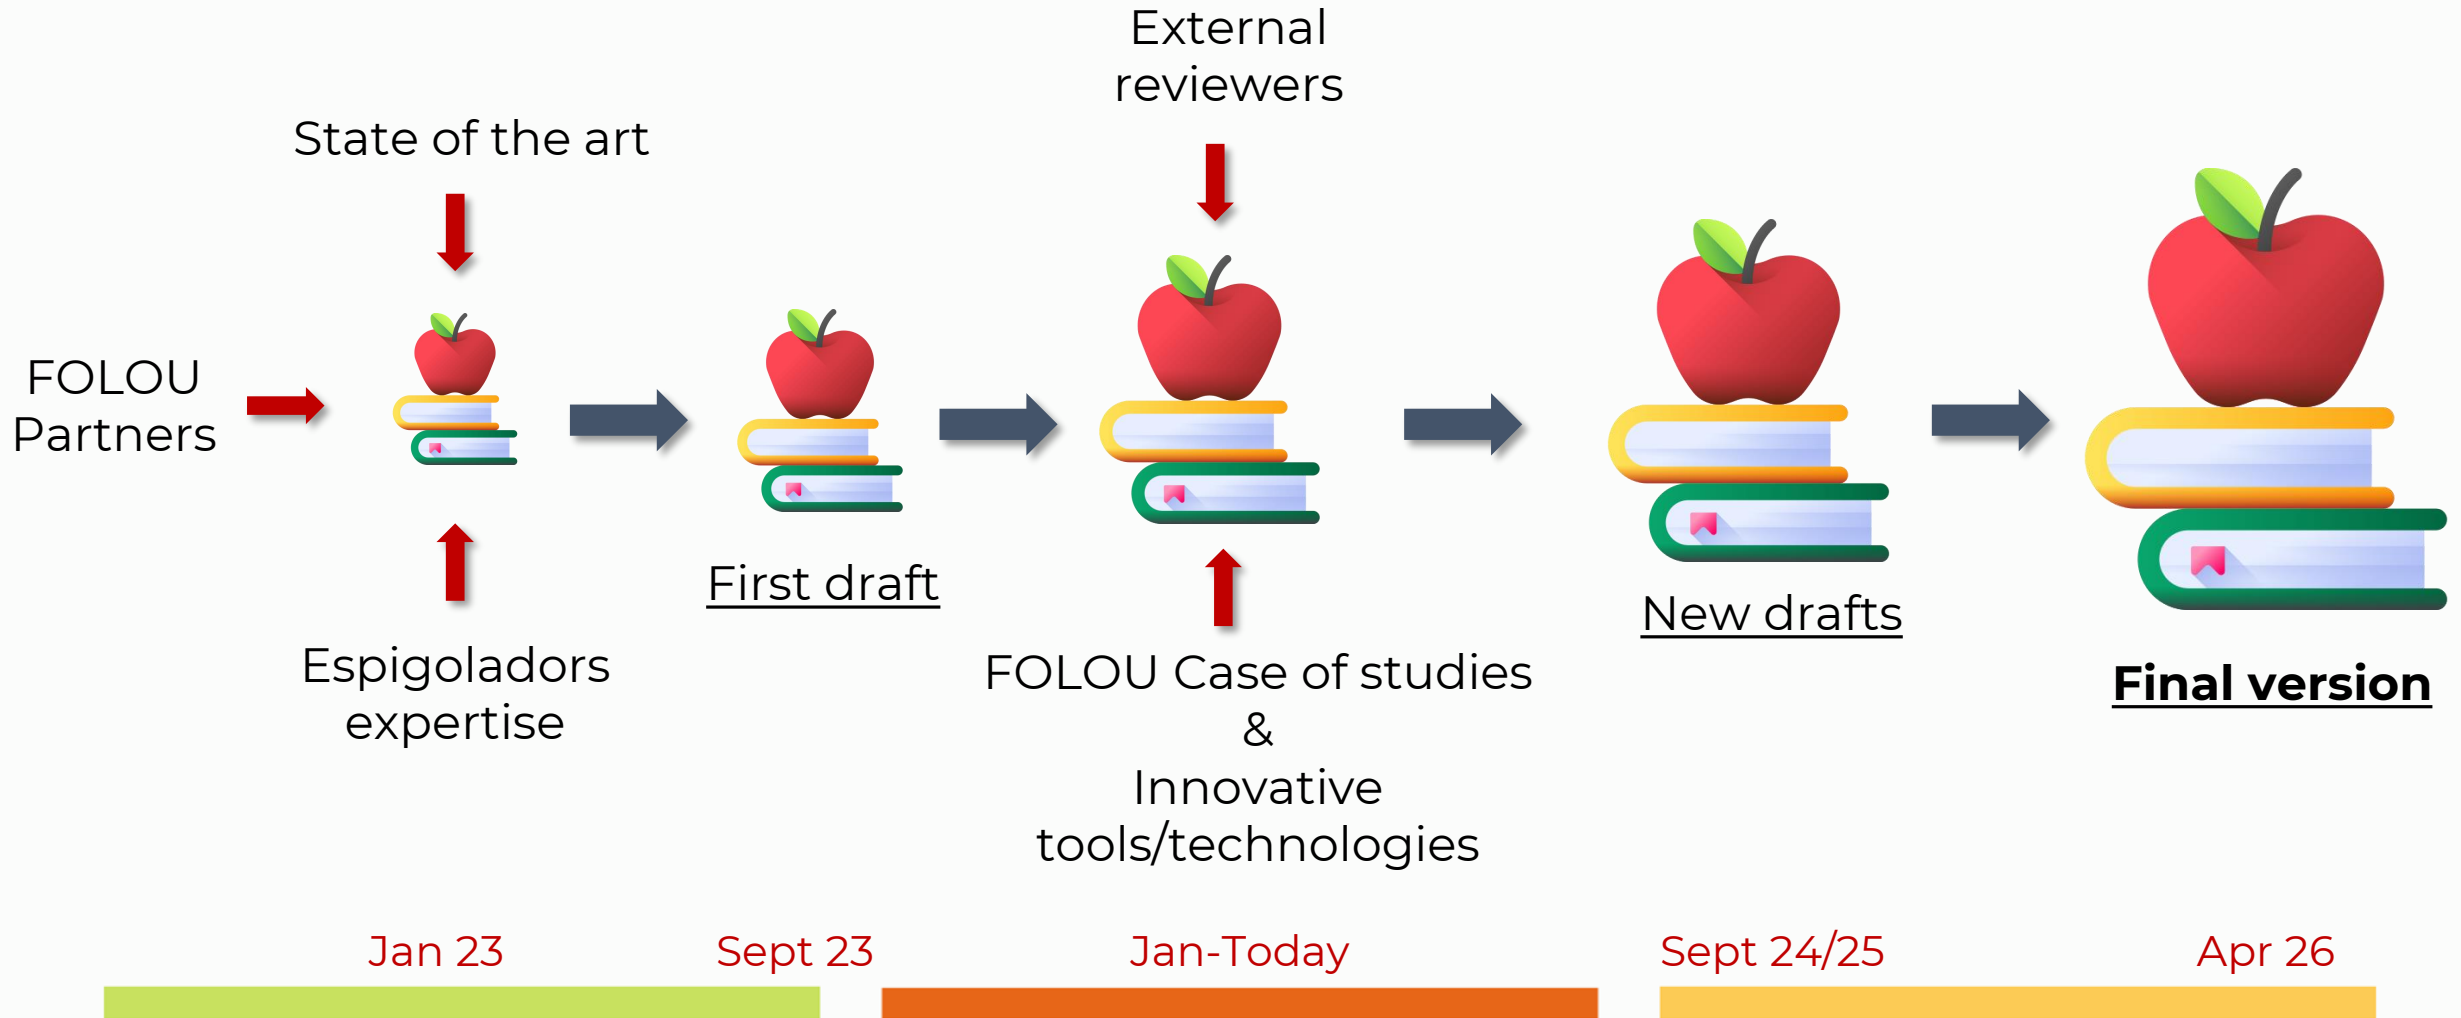 External
reviewers
State of the art
FOLOU
Partners
First draft
New drafts
Espigoladors
expertise
FOLOU Case of studies
&
Innovative
tools/technologies
Final version
Jan 23
Sept 23
Jan-Today
Sept 24/25
Apr 26